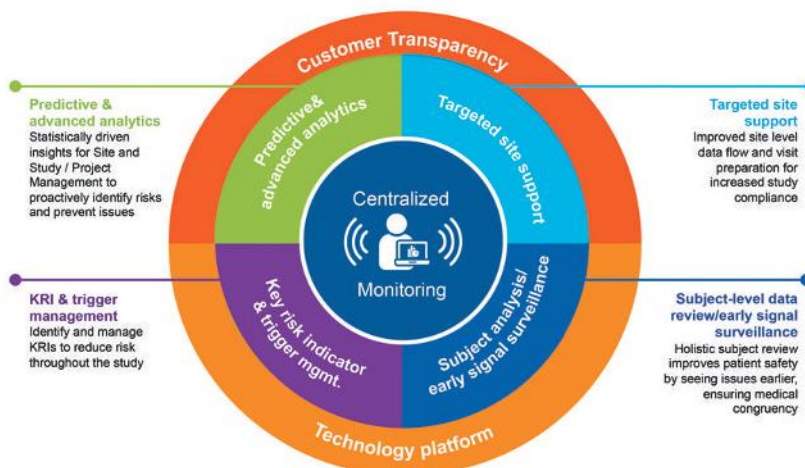 Customer Transparency
Predictive&
advanced analytics
Targeted site support
Centralized
Monitoring
Key risk indicator
& trigger mgmt.
Subject analysis/
early signal surveillance
Technology platform
Predictive &
advanced analytics
Statistically driven
insights for Site and
Study / Project
Management to
proactively identify risks
and prevent issues
KRI & trigger
management
Identify and manage
KRIs to reduce risk
throughout the study
Targeted site
support
Improved site level
data flow and visit
preparation for
increased study
compliance
Subject-level data
review/early signal
surveillance
Holistic subject review
improves patient safety
by seeing issues earlier,
ensuring medical
congruency